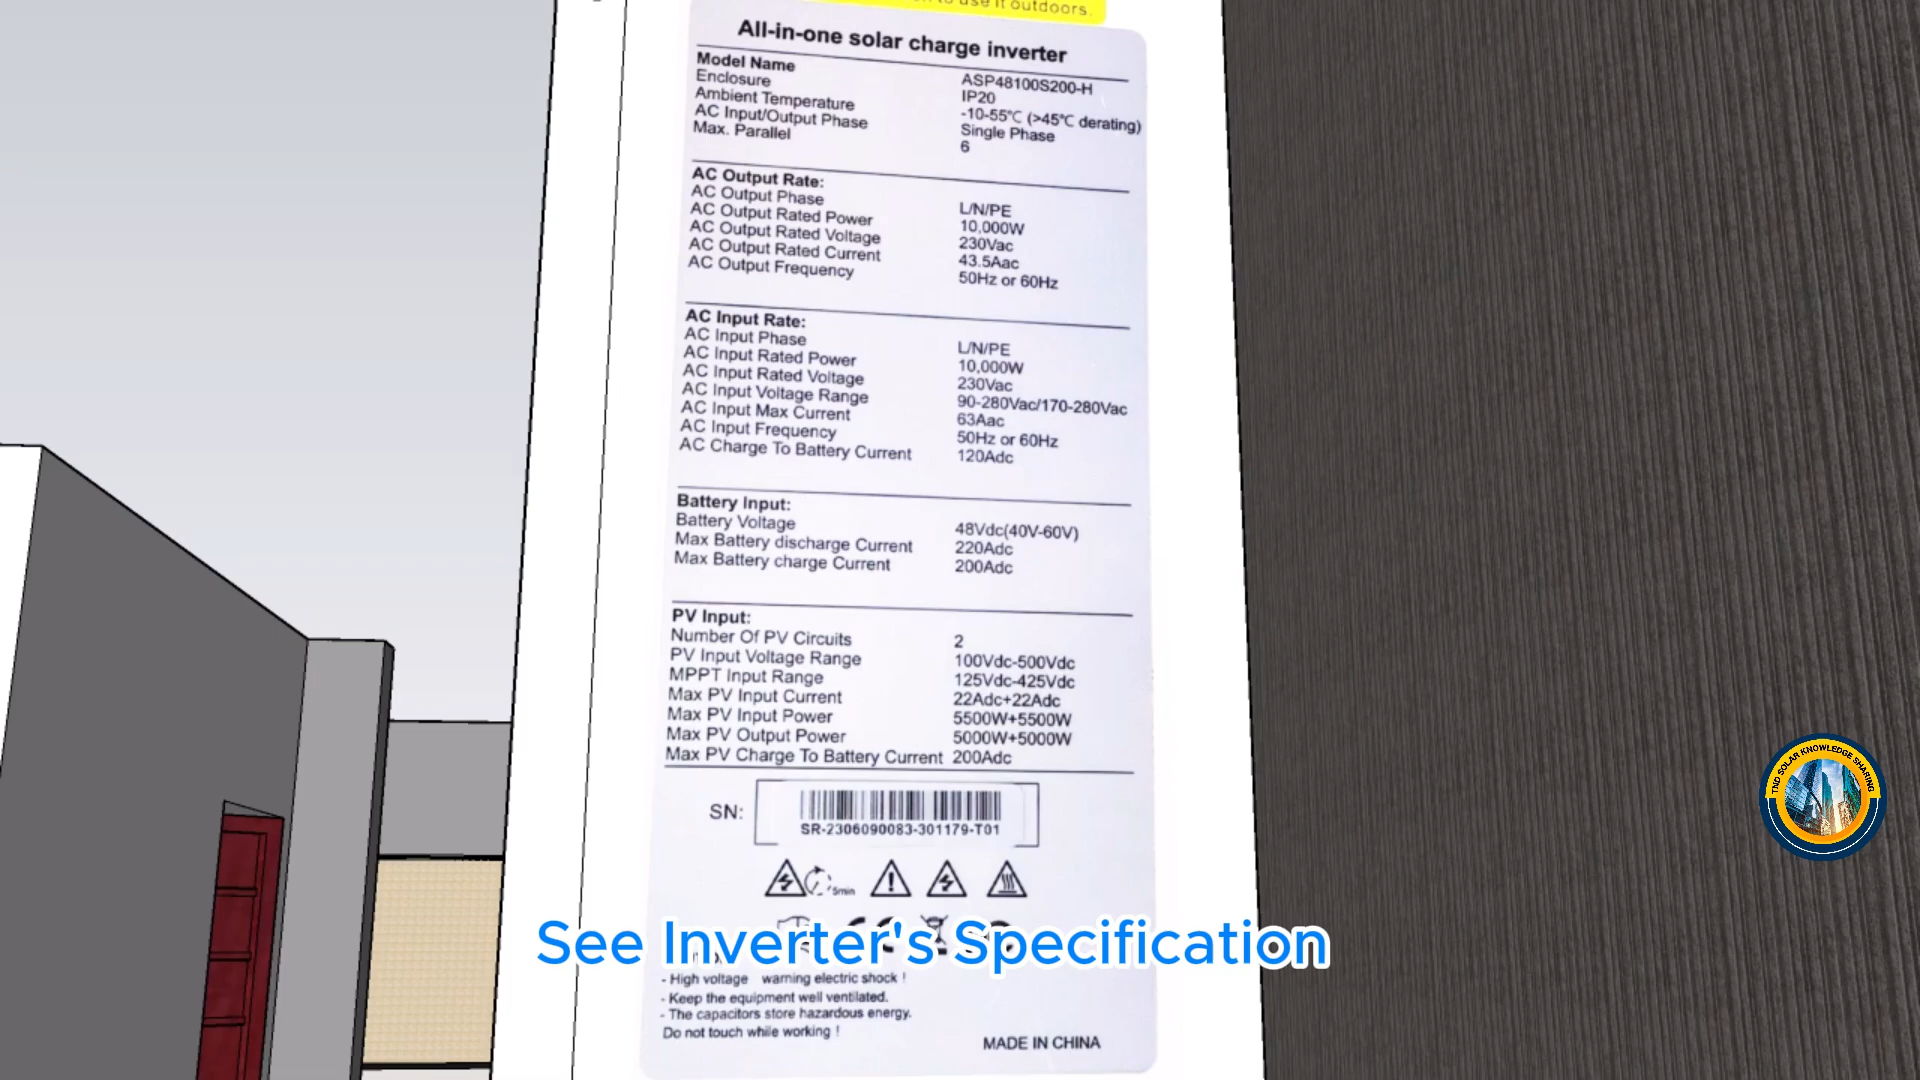 to use it outdoors.
All-in-one solar charge inverter
Model Name ASP48100S200-H
Enclosure IP20
Ambient Temperature -10-55℃ (>45℃ derating)
AC Input/Output Phase Single Phase
Max. Parallel 6
AC Output Rate:
AC Output Phase L/N/PE
AC Output Rated Power 10,000W
AC Output Rated Voltage 230Vac
AC Output Rated Current 43.5Aac
AC Output Frequency 50Hz or 60Hz
AC Input Rate:
AC Input Phase L/N/PE
AC Input Rated Power 10,000W
AC Input Rated Voltage 230Vac
AC Input Voltage Range 90-280Vac/170-280Vac
AC Input Max Current 63Aac
AC Input Frequency 50Hz or 60Hz
AC Charge To Battery Current 120Adc
Battery Input:
Battery Voltage 48Vdc(40V-60V)
Max Battery discharge Current 220Adc
Max Battery charge Current 200Adc
PV Input:
Number Of PV Circuits 2
PV Input Voltage Range 100Vdc-500Vdc
MPPT Input Range 125Vdc-425Vdc
Max PV Input Current 22Adc+22Adc
Max PV Input Power 5500W+5500W
Max PV Output Power 5000W+5000W
Max PV Charge To Battery Current 200Adc
SN:
SR-2306090083-301179-T01
5min
See Inverter's Specification
- High voltage warning electric shock !
- Keep the equipment well ventilated.
- The capacitors store hazardous energy.
Do not touch while working !
MADE IN CHINA
TND SOLAR KNOWLEDGE SHARING